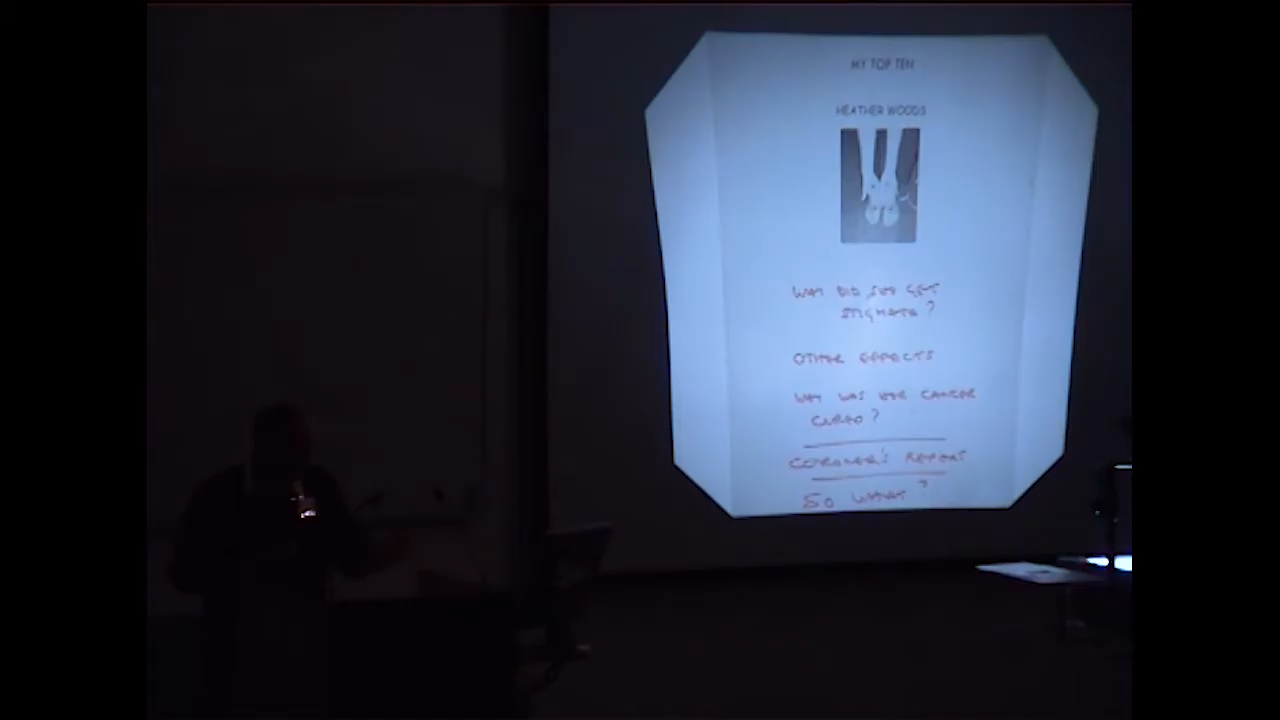 MY TOP TEN
HEATHER WOODS
WHY DID SHE GET
STIGMATA?
OTHER EFFECTS
WHY WAS HER CANCER
CURED?
CORONER'S REPORT
SO WHAT?